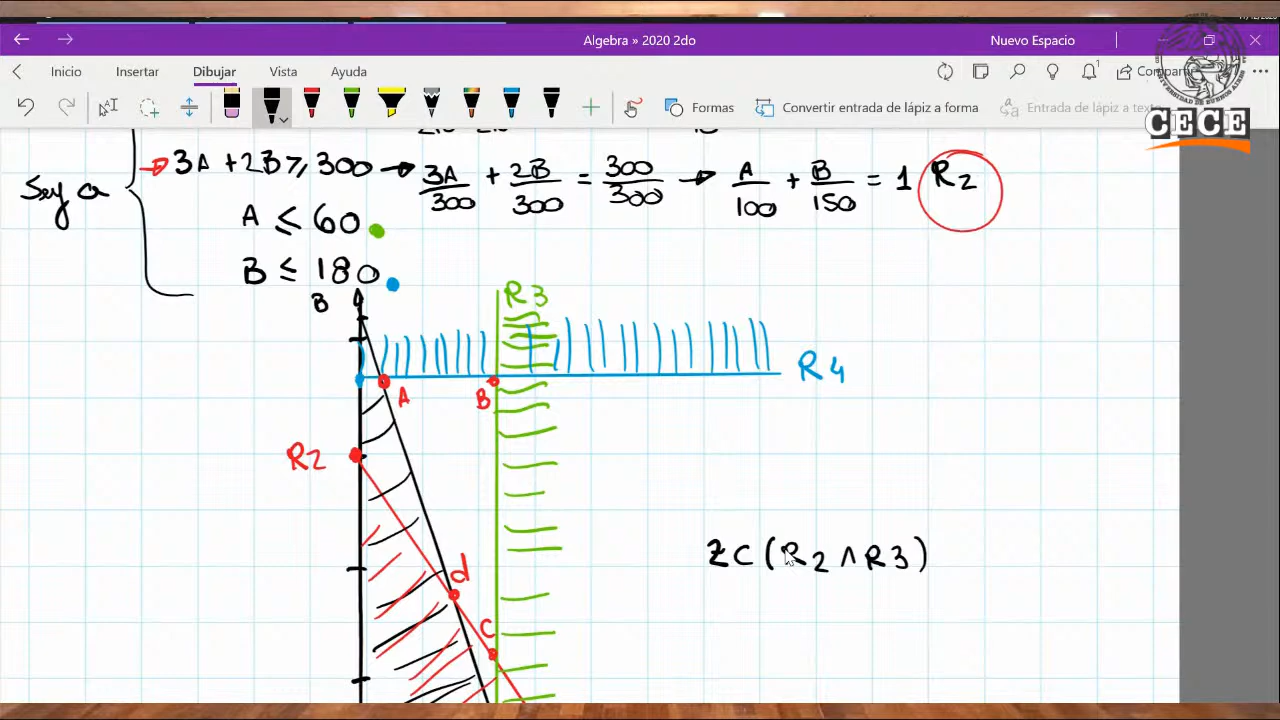 Algebra » 2020 2do
Nuevo Espacio
Inicio Insertar Dibujar Vista Ayuda
Formas Convertir entrada de lápiz a forma Entrada de lápiz a texto
CECE
3A + 2B ≥ 300 → 3A/300 + 2B/300 = 300/300 → A/100 + B/150 = 1 R2
Sujeto a
A ≤ 60
B ≤ 180
B
R3
R4
A
B
R2
d
C
¿C (R2 ∧ R3)